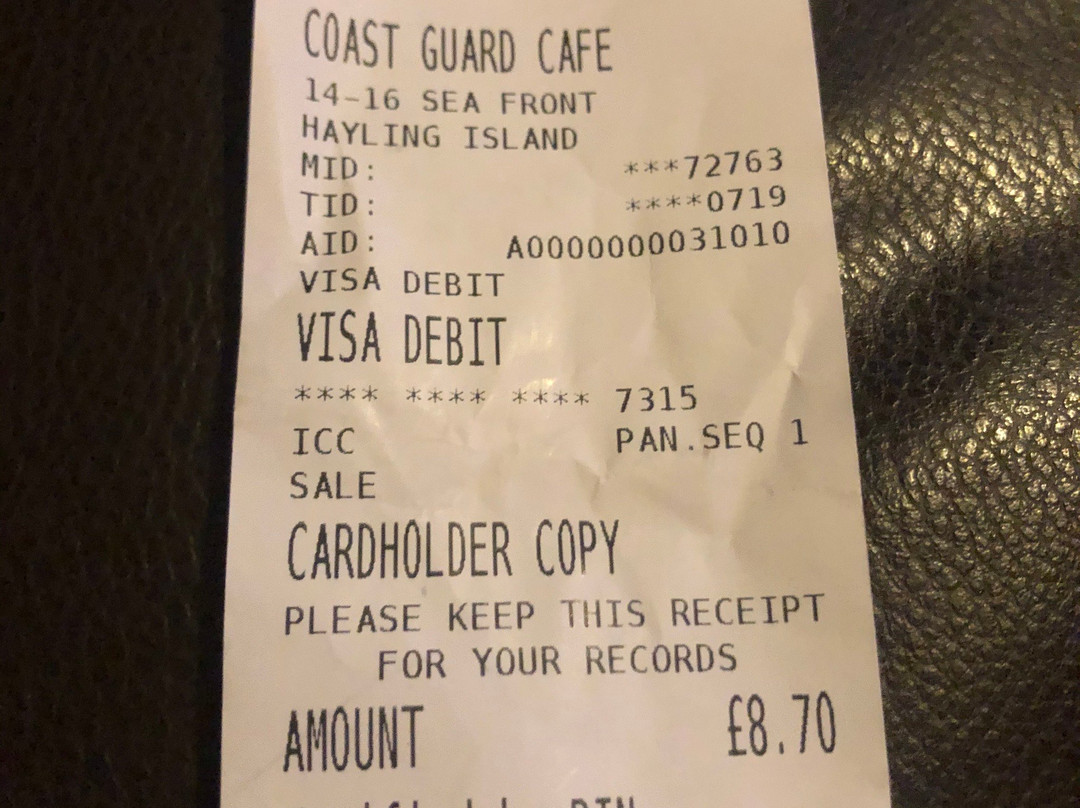 COAST GUARD CAFE
14-16 SEA FRONT
HAYLING ISLAND
MID: ***72763
TID: ****0719
AID: A0000000031010
VISA DEBIT
VISA DEBIT
**** **** **** 7315
ICC PAN.SEQ 1
SALE
CARDHOLDER COPY
PLEASE KEEP THIS RECEIPT
FOR YOUR RECORDS
AMOUNT £8.70
PIN